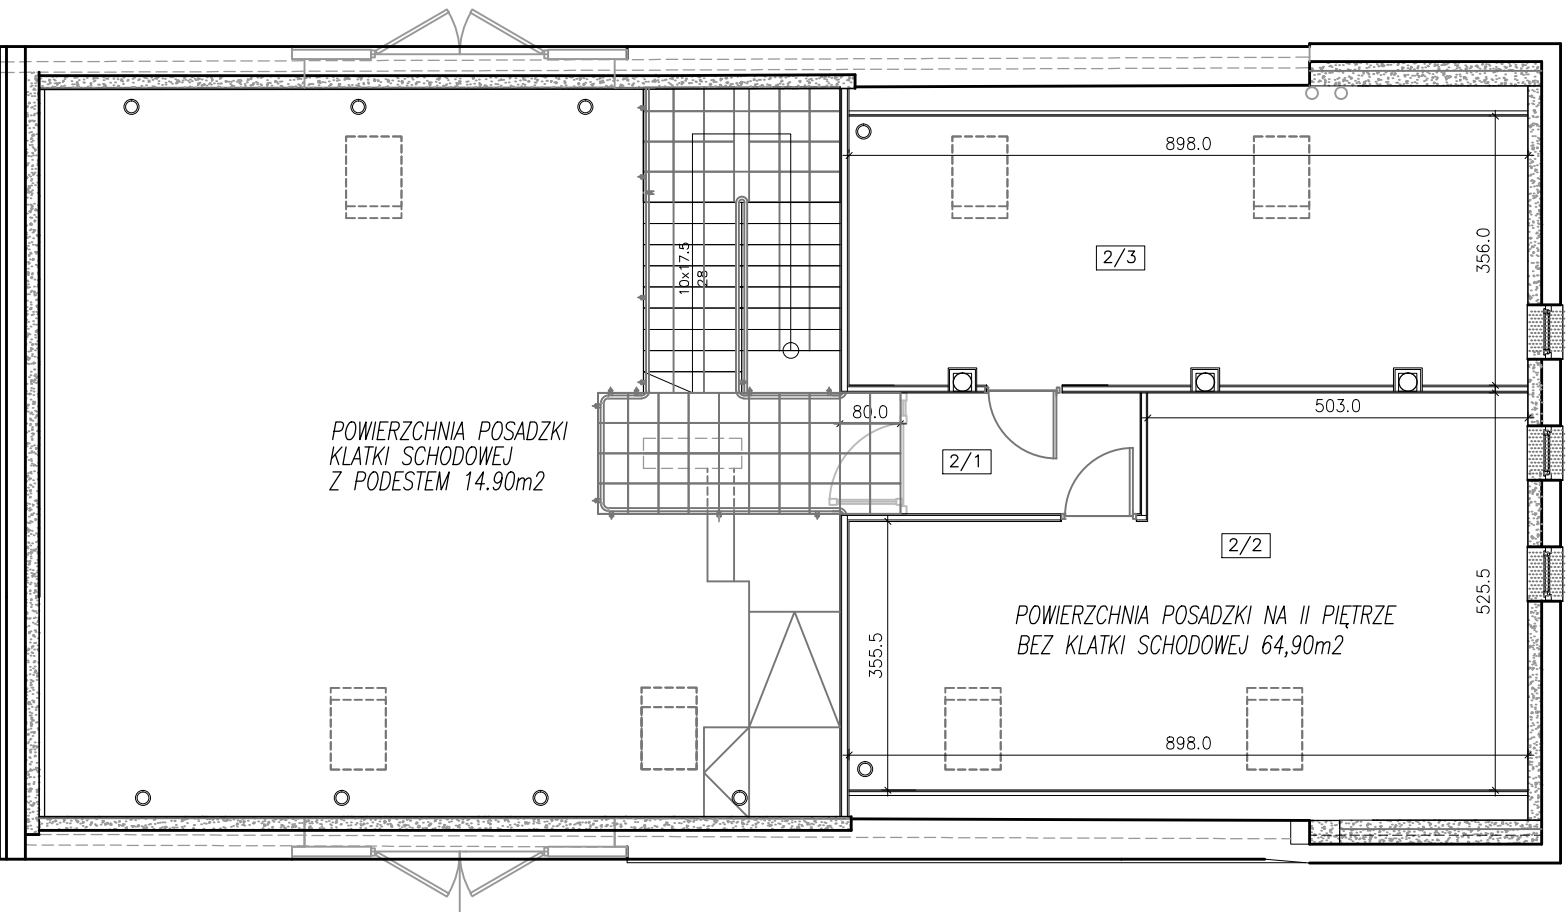 898.0
10x17.5
28
2/3
356.0
80.0
503.0
POWIERZCHNIA POSADZKI
KLATKI SCHODOWEJ
Z PODESTEM 14.90m2
2/1
2/2
525.5
355.5
POWIERZCHNIA POSADZKI NA II PIĘTRZE
BEZ KLATKI SCHODOWEJ 64,90m2
898.0